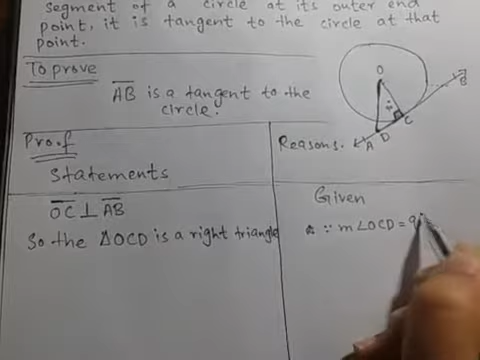 segment of a circle at its outer end
point, it is tangent to the circle at that
point.
To prove
AB is a tangent to the
circle.
O
B
C
D
A
Proof
Reasons.
Statements
OC ⊥ AB
Given
So the △OCD is a right triangle
∵ m∠OCD = 9